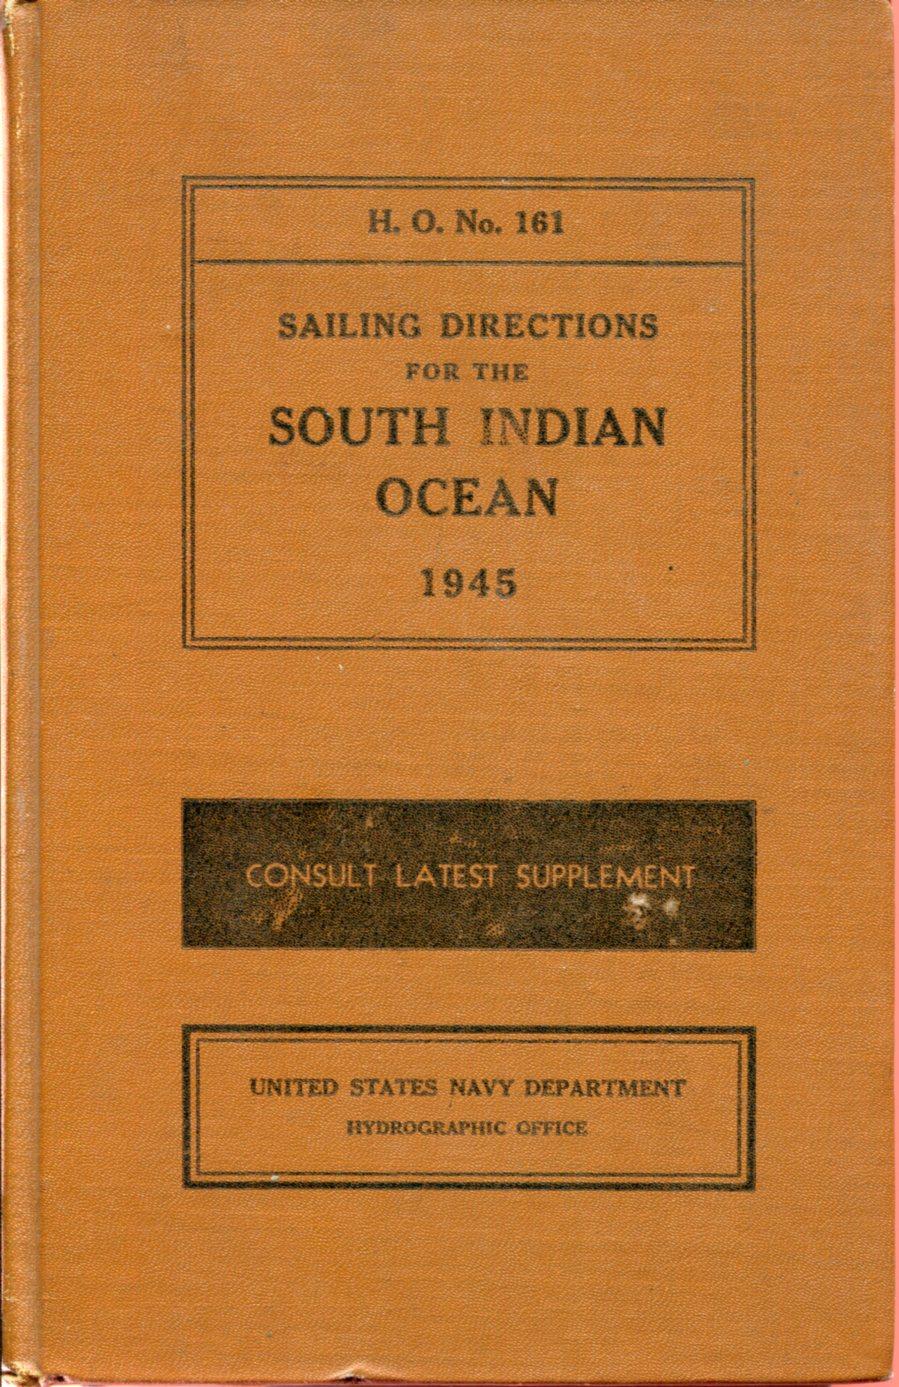 H. O. No. 161
SAILING DIRECTIONS
FOR THE
SOUTH INDIAN
OCEAN
1945
CONSULT LATEST SUPPLEMENT
UNITED STATES NAVY DEPARTMENT
HYDROGRAPHIC OFFICE